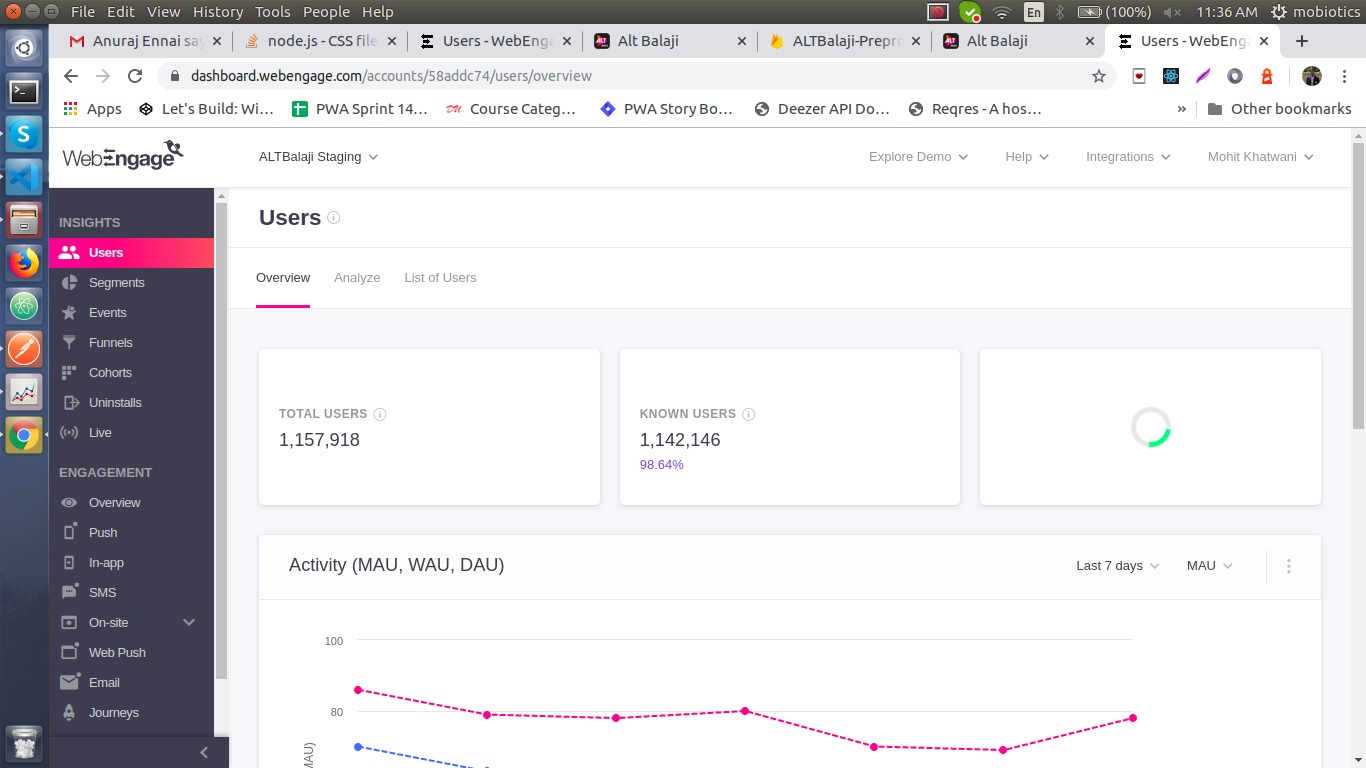 File Edit View History Tools People Help
En (100%) 11:36 AM mobiotics
Anuraj Ennai say
node.js - CSS file
Users - WebEnga
Alt Balaji
ALTBalaji-Prepro
Alt Balaji
Users - WebEnga
dashboard.webengage.com/accounts/58addc74/users/overview
Apps
Let's Build: Wi...
PWA Sprint 14...
Course Categ...
PWA Story Bo...
Deezer API Do...
Reqres - A hos...
»
Other bookmarks
WebEngage
ALTBalaji Staging
Explore Demo
Help
Integrations
Mohit Khatwani
INSIGHTS
Users
Segments
Events
Funnels
Cohorts
Uninstalls
Live
ENGAGEMENT
Overview
Push
In-app
SMS
On-site
Web Push
Email
Journeys
Users
Overview
Analyze
List of Users
TOTAL USERS
1,157,918
KNOWN USERS
1,142,146
98.64%
Activity (MAU, WAU, DAU)
Last 7 days
MAU
100
80
MAU)